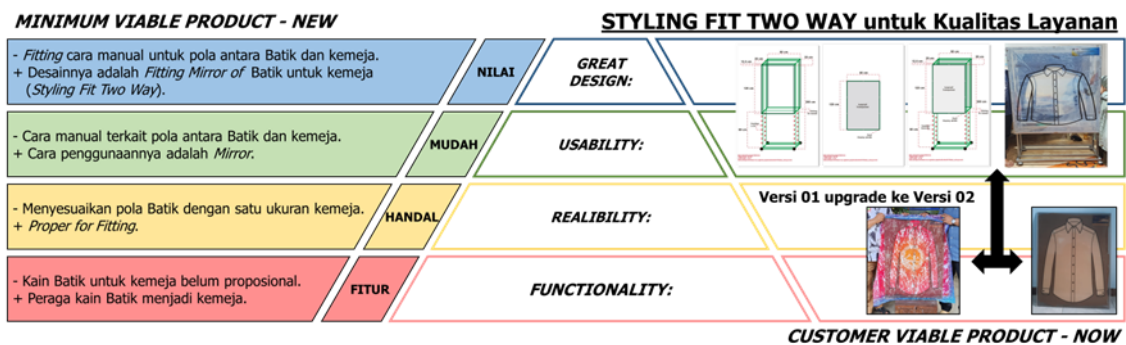 MINIMUM VIABLE PRODUCT - NEW
STYLING FIT TWO WAY untuk Kualitas Layanan
- Fitting cara manual untuk pola antara Batik dan kemeja.
+ Desainnya adalah Fitting Mirror of Batik untuk kemeja
(Styling Fit Two Way).
NILAI
GREAT
DESIGN:
- Cara manual terkait pola antara Batik dan kemeja.
+ Cara penggunaannya adalah Mirror.
MUDAH
USABILITY:
- Menyesuaikan pola Batik dengan satu ukuran kemeja.
+ Proper for Fitting.
HANDAL
REALIBILITY:
Versi 01 upgrade ke Versi 02
- Kain Batik untuk kemeja belum proposional.
+ Peraga kain Batik menjadi kemeja.
FITUR
FUNCTIONALITY:
CUSTOMER VIABLE PRODUCT - NOW